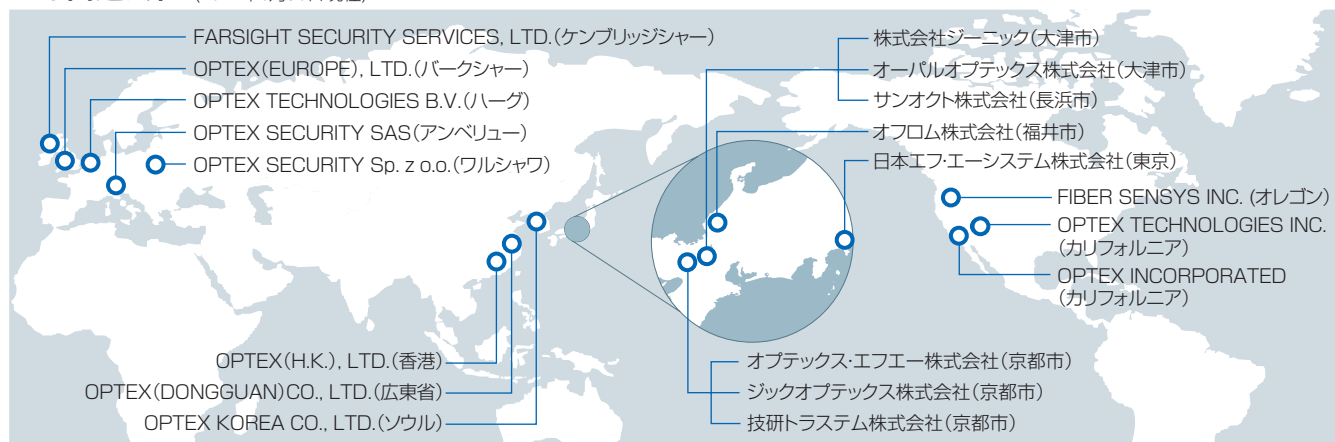 FARSIGHT SECURITY SERVICES, LTD.(ケンブリッジシャー)
OPTEX(EUROPE), LTD.(バークシャー)
OPTEX TECHNOLOGIES B.V.(ハーグ)
OPTEX SECURITY SAS(アンベリュー)
OPTEX SECURITY Sp. z o.o.(ワルシャワ)
OPTEX(H.K.), LTD.(香港)
OPTEX(DONGGUAN)CO., LTD.(広東省)
OPTEX KOREA CO., LTD.(ソウル)
株式会社ジーニック(大津市)
オーパルオプテックス株式会社(大津市)
サンオクト株式会社(長浜市)
オフロム株式会社(福井市)
日本エフ・エーシステム株式会社(東京)
オプテックス・エフエー株式会社(京都市)
ジックオプテックス株式会社(京都市)
技研トラステム株式会社(京都市)
FIBER SENSYS INC. (オレゴン)
OPTEX TECHNOLOGIES INC.
(カリフォルニア)
OPTEX INCORPORATED
(カリフォルニア)